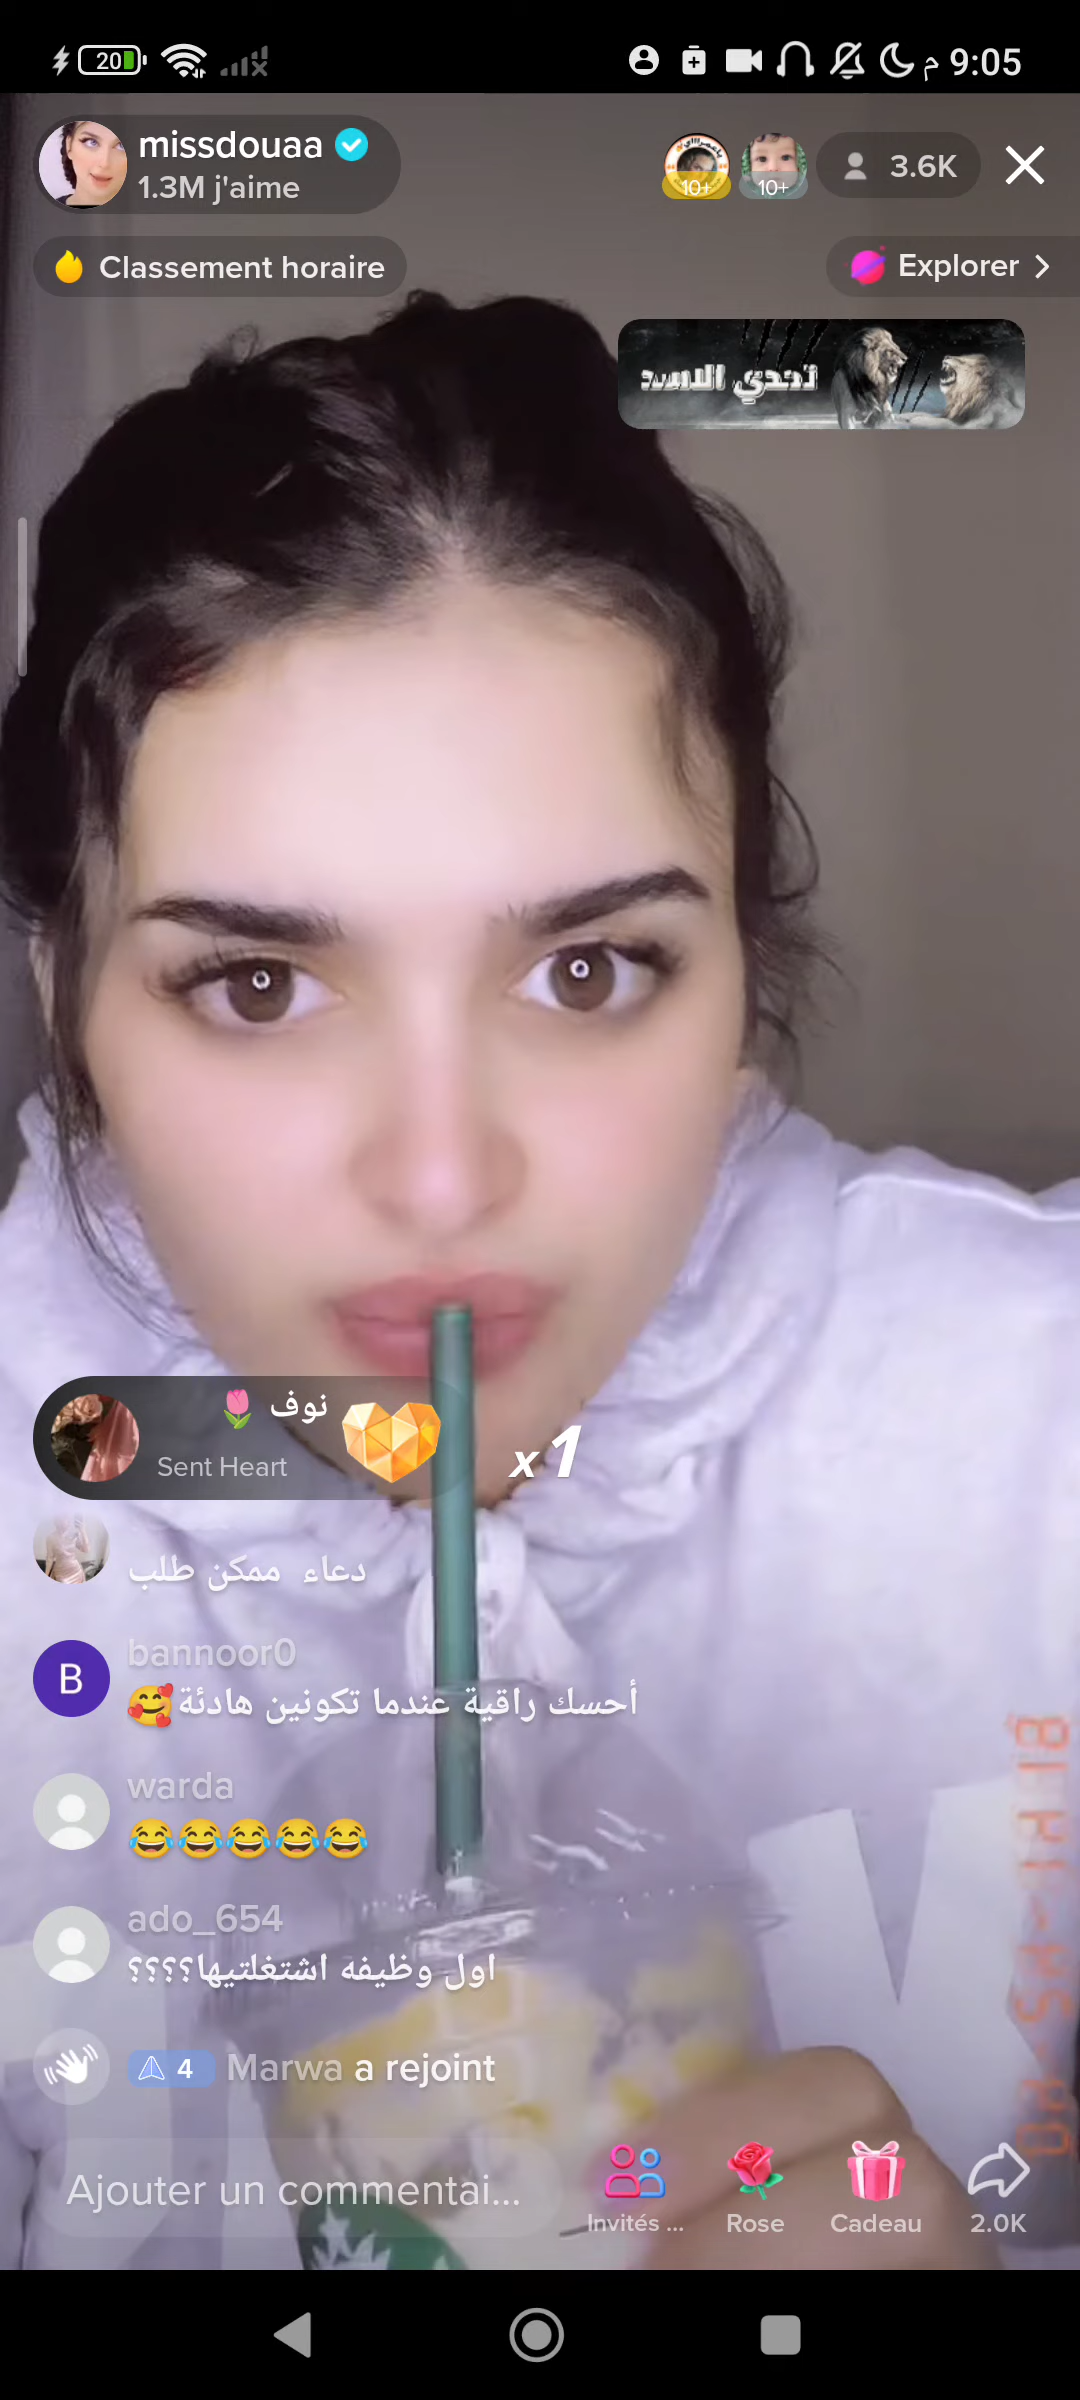 20
م 9:05
missdouaa
1.3M j'aime
10+
10+
3.6K
Classement horaire
Explorer
تحدي الاسد
نوف 🌷
Sent Heart
x1
دعاء ممكن طلب
bannoor0
أحسك راقية عندما تكونين هادئة🥰
B
warda
😂😂😂😂😂
ado_654
اول وظيفه اشتغلتيها؟؟؟؟
4 Marwa a rejoint
Ajouter un commentai...
Invités ...
Rose
Cadeau
2.0K